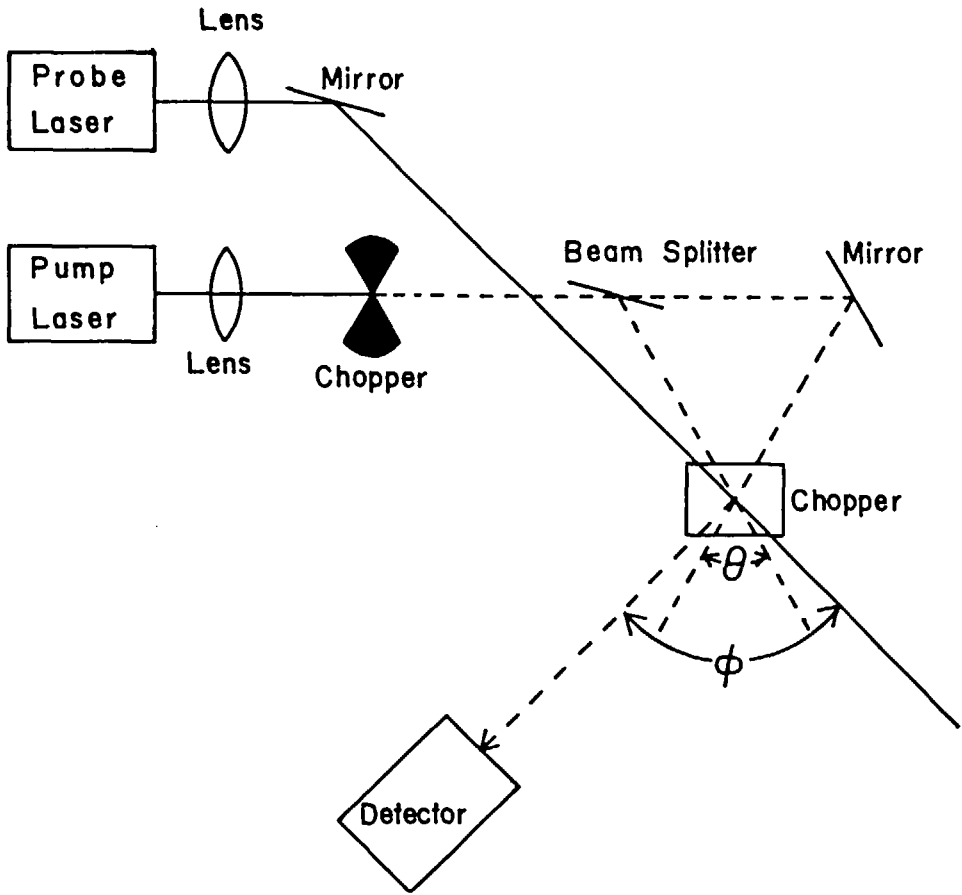 Lens
Probe
Laser
Mirror
Pump
Laser
Lens
Chopper
Beam Splitter
Mirror
Chopper
θ
ϕ
Detector